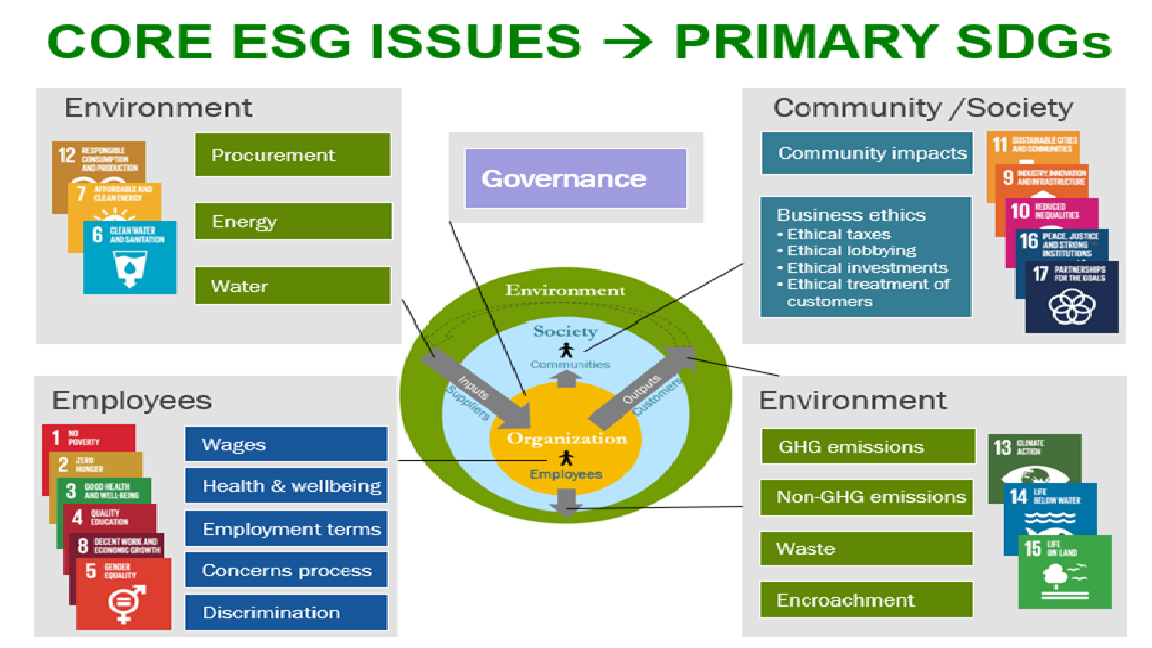 CORE ESG ISSUES → PRIMARY SDGs
Environment
12 RESPONSIBLE
CONSUMPTION
AND PRODUCTION
7 AFFORDABLE AND
CLEAN ENERGY
6 CLEAN WATER
AND SANITATION
Procurement
Energy
Water
Governance
Community /Society
Community impacts
Business ethics
• Ethical taxes
• Ethical lobbying
• Ethical investments
• Ethical treatment of
customers
11 SUSTAINABLE CITIES
AND COMMUNITIES
9 INDUSTRY, INNOVATION
AND INFRASTRUCTURE
10 REDUCED
INEQUALITIES
16 PEACE, JUSTICE
AND STRONG
INSTITUTIONS
17 PARTNERSHIPS
FOR THE GOALS
Environment
Society
Communities
Inputs
Suppliers
Outputs
Customers
Organization
Employees
Employees
1 NO
POVERTY
2 ZERO
HUNGER
3 GOOD HEALTH
AND WELL-BEING
4 QUALITY
EDUCATION
8 DECENT WORK AND
ECONOMIC GROWTH
5 GENDER
EQUALITY
Wages
Health & wellbeing
Employment terms
Concerns process
Discrimination
Environment
GHG emissions
Non-GHG emissions
Waste
Encroachment
13 CLIMATE
ACTION
14 LIFE
BELOW WATER
15 LIFE
ON LAND